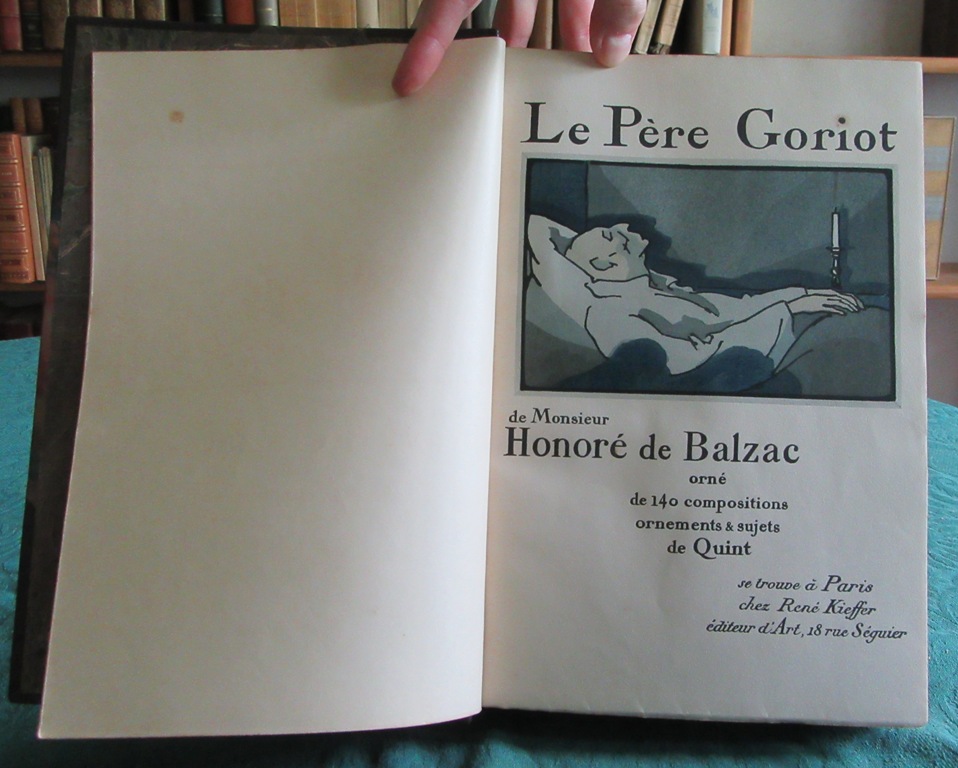 Le Père Goriot
de Monsieur
Honoré de Balzac
orné
de 140 compositions
ornements & sujets
de Quint
se trouve à Paris
chez René Kieffer
éditeur d'Art, 18 rue Séguier